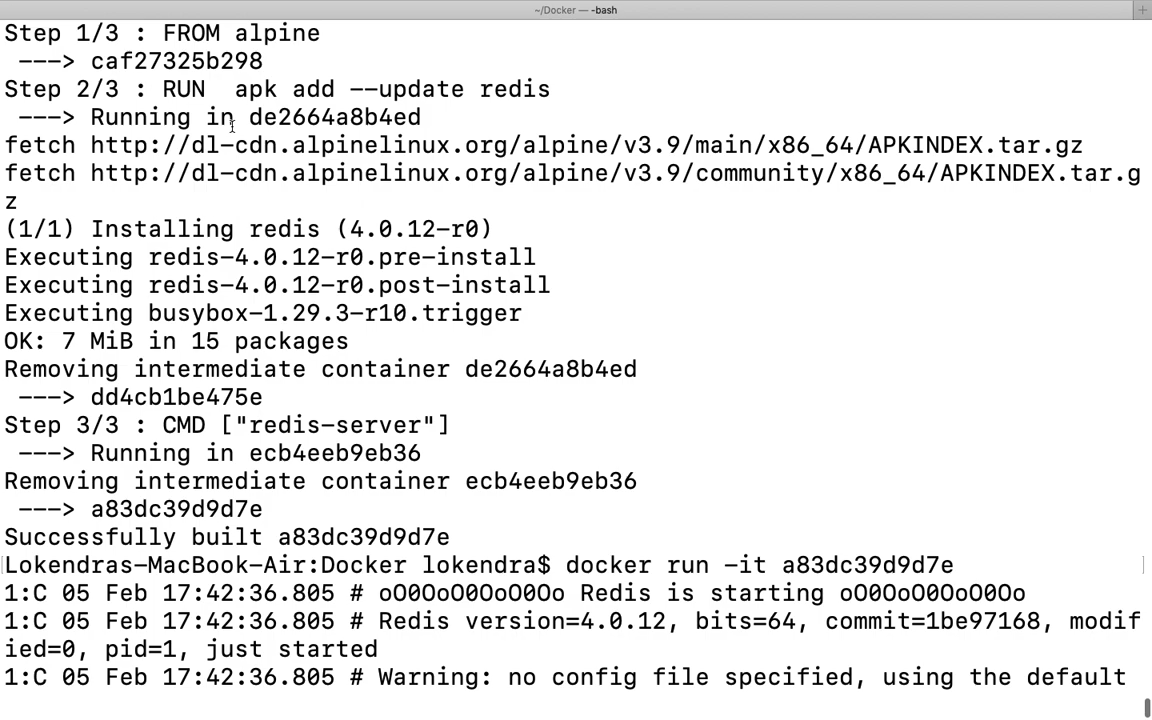 ~/Docker — -bash
Step 1/3 : FROM alpine
 ---> caf27325b298
Step 2/3 : RUN  apk add --update redis
 ---> Running in de2664a8b4ed
fetch http://dl-cdn.alpinelinux.org/alpine/v3.9/main/x86_64/APKINDEX.tar.gz
fetch http://dl-cdn.alpinelinux.org/alpine/v3.9/community/x86_64/APKINDEX.tar.g
z
(1/1) Installing redis (4.0.12-r0)
Executing redis-4.0.12-r0.pre-install
Executing redis-4.0.12-r0.post-install
Executing busybox-1.29.3-r10.trigger
OK: 7 MiB in 15 packages
Removing intermediate container de2664a8b4ed
 ---> dd4cb1be475e
Step 3/3 : CMD ["redis-server"]
 ---> Running in ecb4eeb9eb36
Removing intermediate container ecb4eeb9eb36
 ---> a83dc39d9d7e
Successfully built a83dc39d9d7e
Lokendras-MacBook-Air:Docker lokendra$ docker run -it a83dc39d9d7e
1:C 05 Feb 17:42:36.805 # oO0OoO0OoO0Oo Redis is starting oO0OoO0OoO0Oo
1:C 05 Feb 17:42:36.805 # Redis version=4.0.12, bits=64, commit=1be97168, modif
ied=0, pid=1, just started
1:C 05 Feb 17:42:36.805 # Warning: no config file specified, using the default